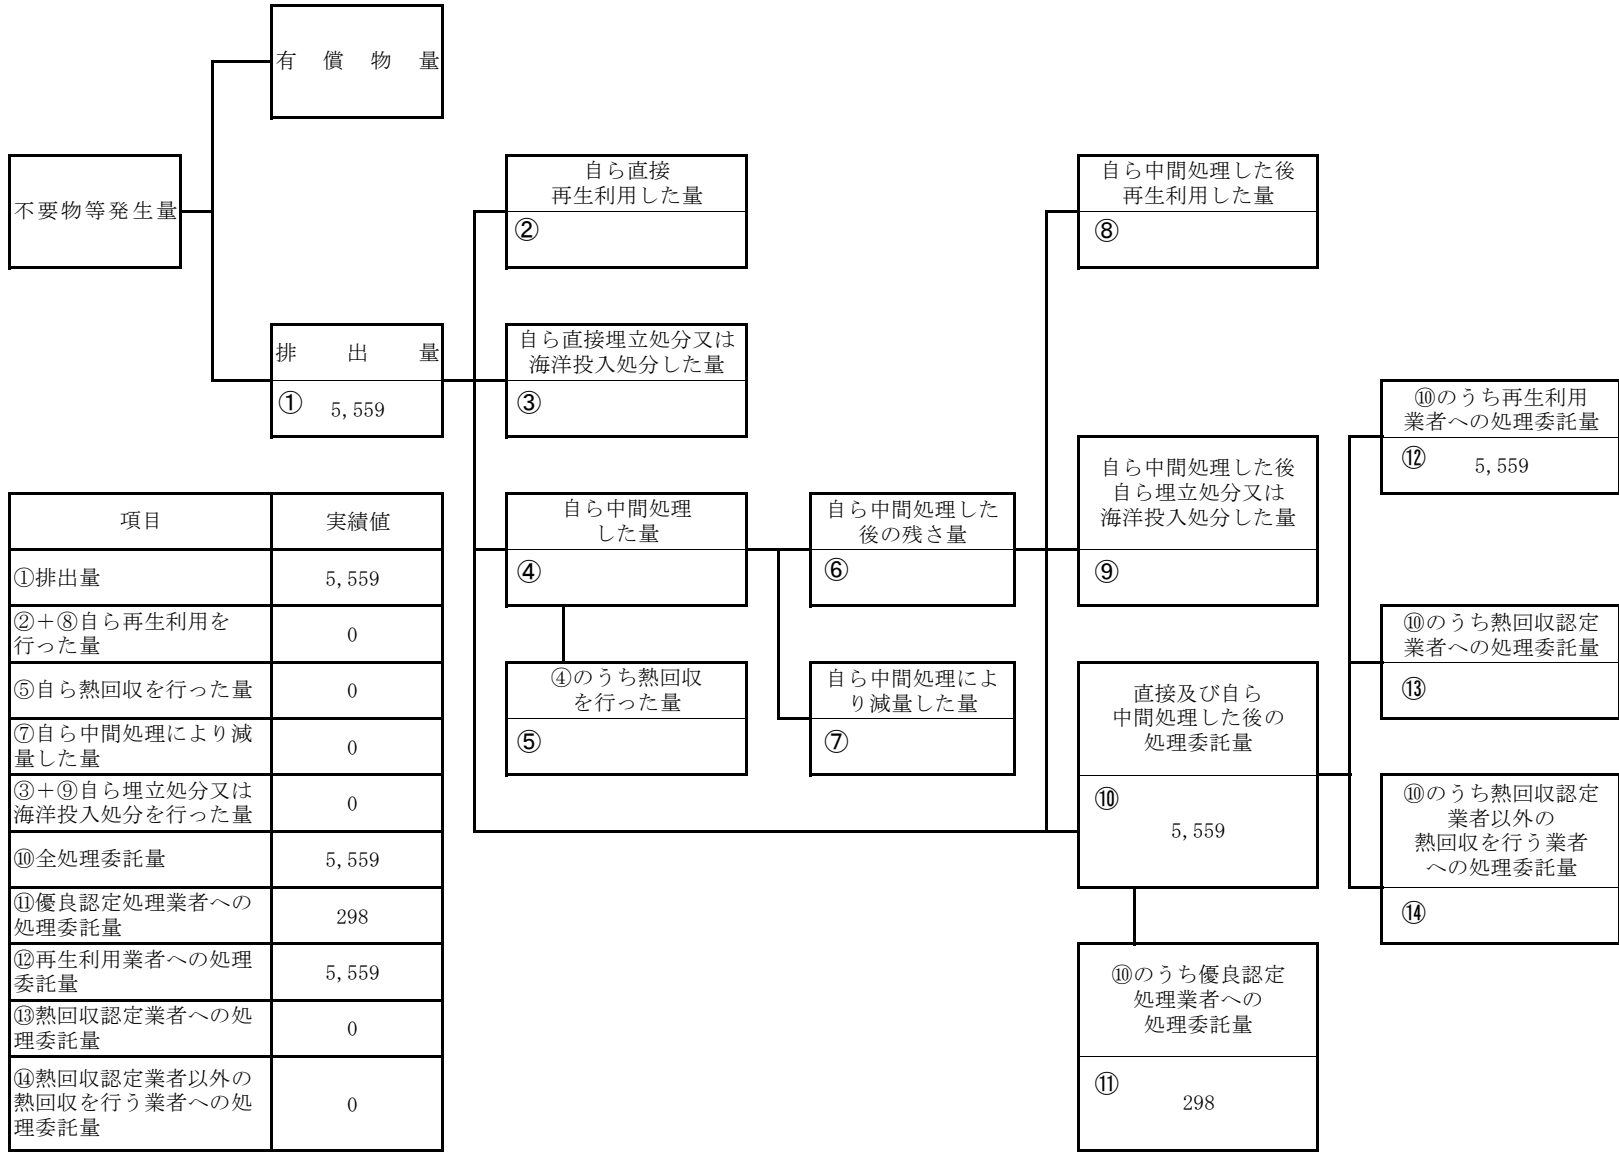 有償物量
不要物等発生量
排出量
① 5,559
自ら直接
再生利用した量
②
自ら直接埋立処分又は
海洋投入処分した量
③
自ら中間処理
した量
④
④のうち熱回収
を行った量
⑤
自ら中間処理した
後の残さ量
⑥
自ら中間処理によ
り減量した量
⑦
自ら中間処理した後
再生利用した量
⑧
自ら中間処理した後
自ら埋立処分又は
海洋投入処分した量
⑨
直接及び自ら
中間処理した後の
処理委託量
⑩
5,559
⑩のうち優良認定
処理業者への
処理委託量
⑪
298
⑩のうち再生利用
業者への処理委託量
⑫ 5,559
⑩のうち熱回収認定
業者への処理委託量
⑬
⑩のうち熱回収認定
業者以外の
熱回収を行う業者
への処理委託量
⑭
項目 実績値
①排出量 5,559
②+⑧自ら再生利用を
行った量 0
⑤自ら熱回収を行った量 0
⑦自ら中間処理により減
量した量 0
③+⑨自ら埋立処分又は
海洋投入処分を行った量 0
⑩全処理委託量 5,559
⑪優良認定処理業者への
処理委託量 298
⑫再生利用業者への処理
委託量 5,559
⑬熱回収認定業者への処
理委託量 0
⑭熱回収認定業者以外の
熱回収を行う業者への処
理委託量 0